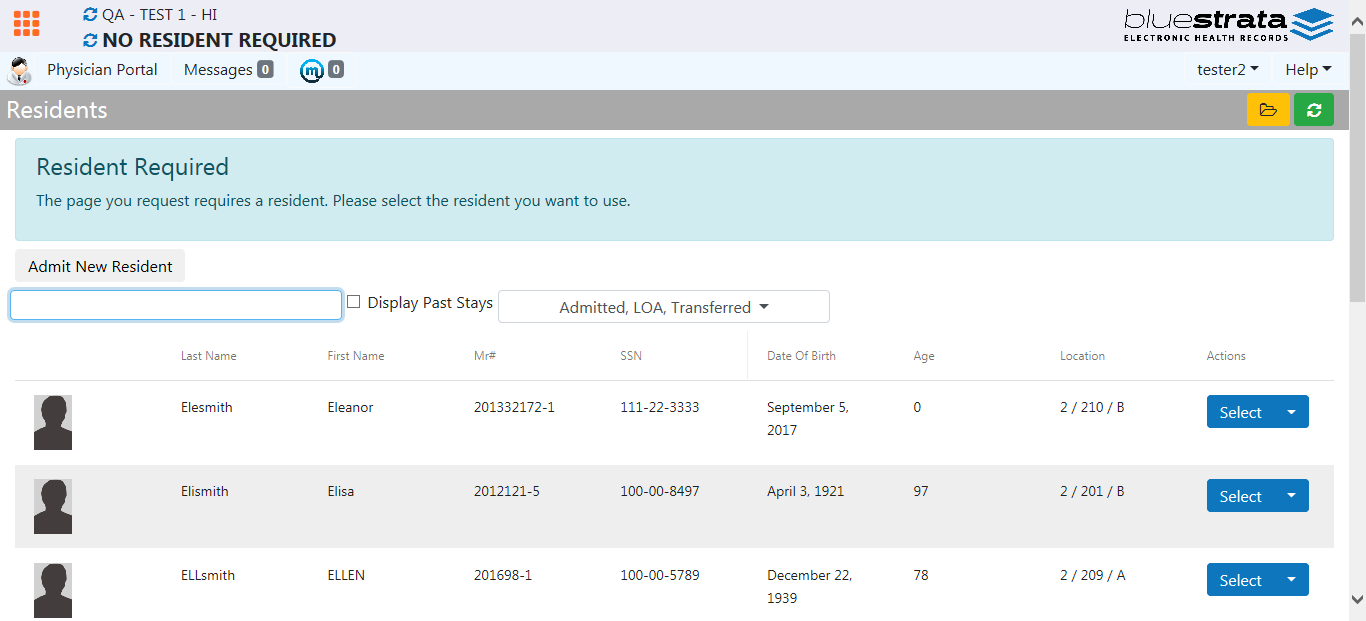 QA - TEST 1 - HI
NO RESIDENT REQUIRED
bluestrata
ELECTRONIC HEALTH RECORDS
Physician Portal Messages 0 m 0 tester2 Help
Residents
Resident Required
The page you request requires a resident. Please select the resident you want to use.
Admit New Resident
Display Past Stays Admitted, LOA, Transferred
Last Name First Name Mr# SSN Date Of Birth Age Location Actions
Elesmith Eleanor 201332172-1 111-22-3333 September 5, 0 2 / 210 / B Select
2017
Elismith Elisa 2012121-5 100-00-8497 April 3, 1921 97 2 / 201 / B Select
ELLsmith ELLEN 201698-1 100-00-5789 December 22, 78 2 / 209 / A Select
1939